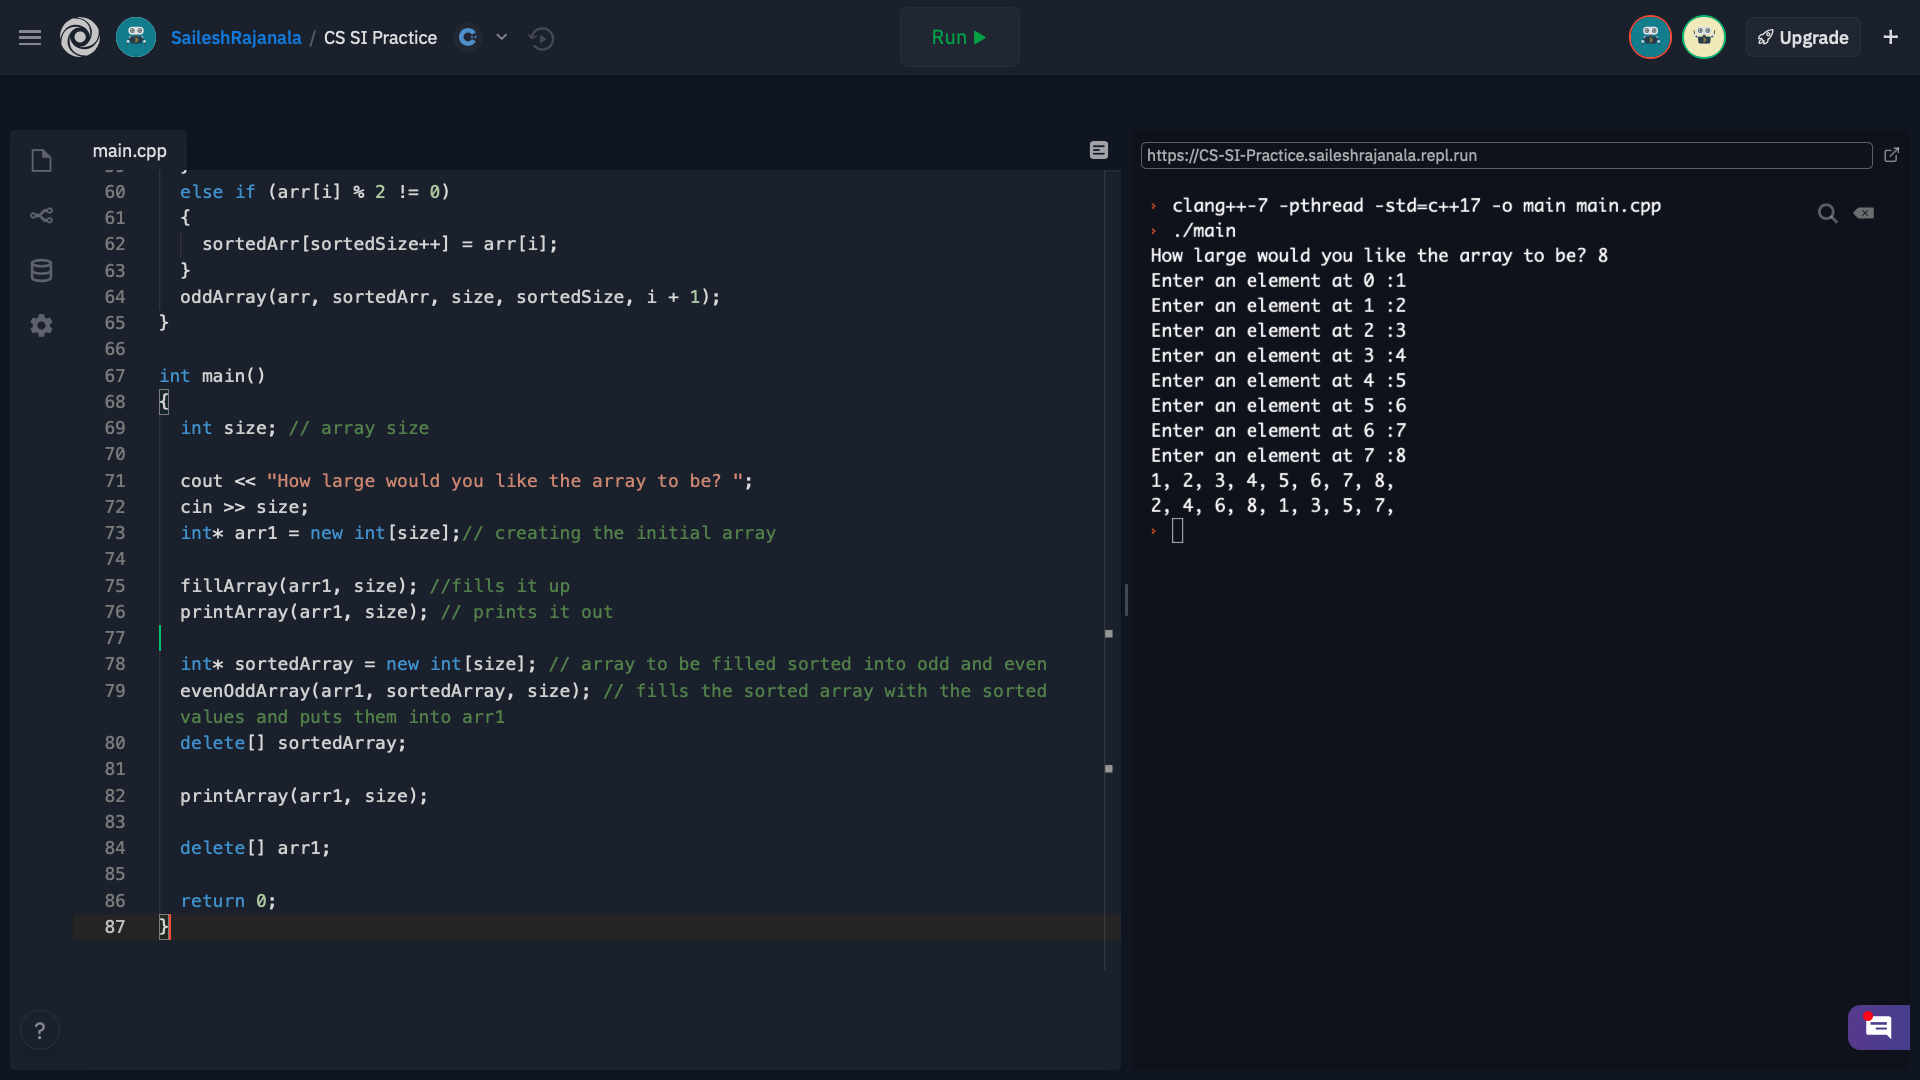 SaileshRajanala / CS SI Practice
Run
Upgrade
+
main.cpp
60 else if (arr[i] % 2 != 0)
61 {
62 sortedArr[sortedSize++] = arr[i];
63 }
64 oddArray(arr, sortedArr, size, sortedSize, i + 1);
65 }
66
67 int main()
68 {
69 int size; // array size
70
71 cout << "How large would you like the array to be? ";
72 cin >> size;
73 int* arr1 = new int[size];// creating the initial array
74
75 fillArray(arr1, size); //fills it up
76 printArray(arr1, size); // prints it out
77
78 int* sortedArray = new int[size]; // array to be filled sorted into odd and even
79 evenOddArray(arr1, sortedArray, size); // fills the sorted array with the sorted
values and puts them into arr1
80 delete[] sortedArray;
81
82 printArray(arr1, size);
83
84 delete[] arr1;
85
86 return 0;
87 }
?
https://CS-SI-Practice.saileshrajanala.repl.run
› clang++-7 -pthread -std=c++17 -o main main.cpp
› ./main
How large would you like the array to be? 8
Enter an element at 0 :1
Enter an element at 1 :2
Enter an element at 2 :3
Enter an element at 3 :4
Enter an element at 4 :5
Enter an element at 5 :6
Enter an element at 6 :7
Enter an element at 7 :8
1, 2, 3, 4, 5, 6, 7, 8,
2, 4, 6, 8, 1, 3, 5, 7,
›